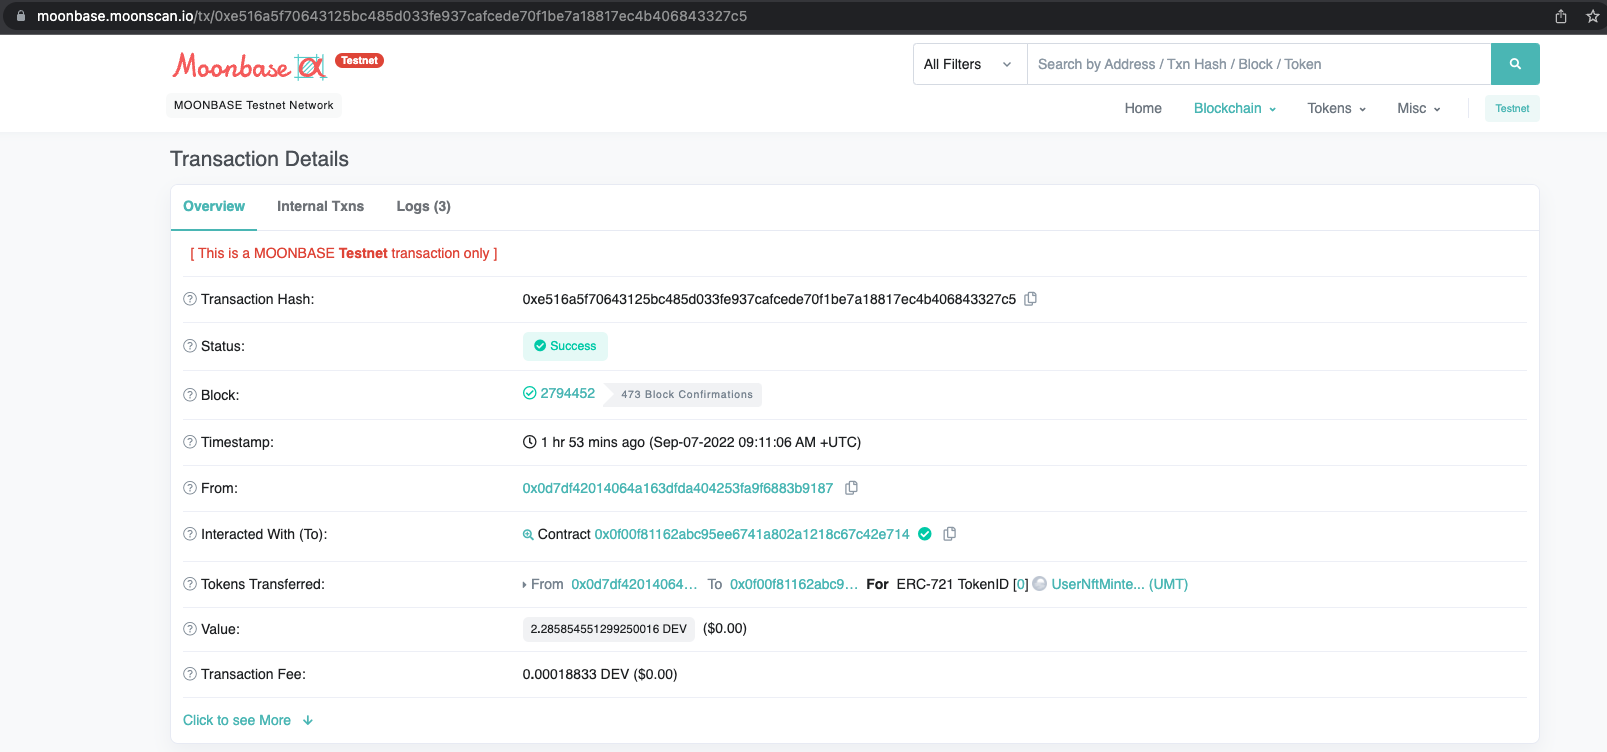 moonbase.moonscan.io/tx/0xe516a5f70643125bc485d033fe937cafcede70f1be7a18817ec4b406843327c5
Moonbase α Testnet
All Filters Search by Address / Txn Hash / Block / Token
MOONBASE Testnet Network
Home Blockchain Tokens Misc Testnet
Transaction Details
Overview Internal Txns Logs (3)
[ This is a MOONBASE Testnet transaction only ]
Transaction Hash: 0xe516a5f70643125bc485d033fe937cafcede70f1be7a18817ec4b406843327c5
Status: Success
Block: 2794452 473 Block Confirmations
Timestamp: 1 hr 53 mins ago (Sep-07-2022 09:11:06 AM +UTC)
From: 0x0d7df42014064a163dfda404253fa9f6883b9187
Interacted With (To): Contract 0x0f00f81162abc95ee6741a802a1218c67c42e714
Tokens Transferred: From 0x0d7df42014064... To 0x0f00f81162abc9... For ERC-721 TokenID [0] UserNftMinte... (UMT)
Value: 2.285854551299250016 DEV ($0.00)
Transaction Fee: 0.00018833 DEV ($0.00)
Click to see More